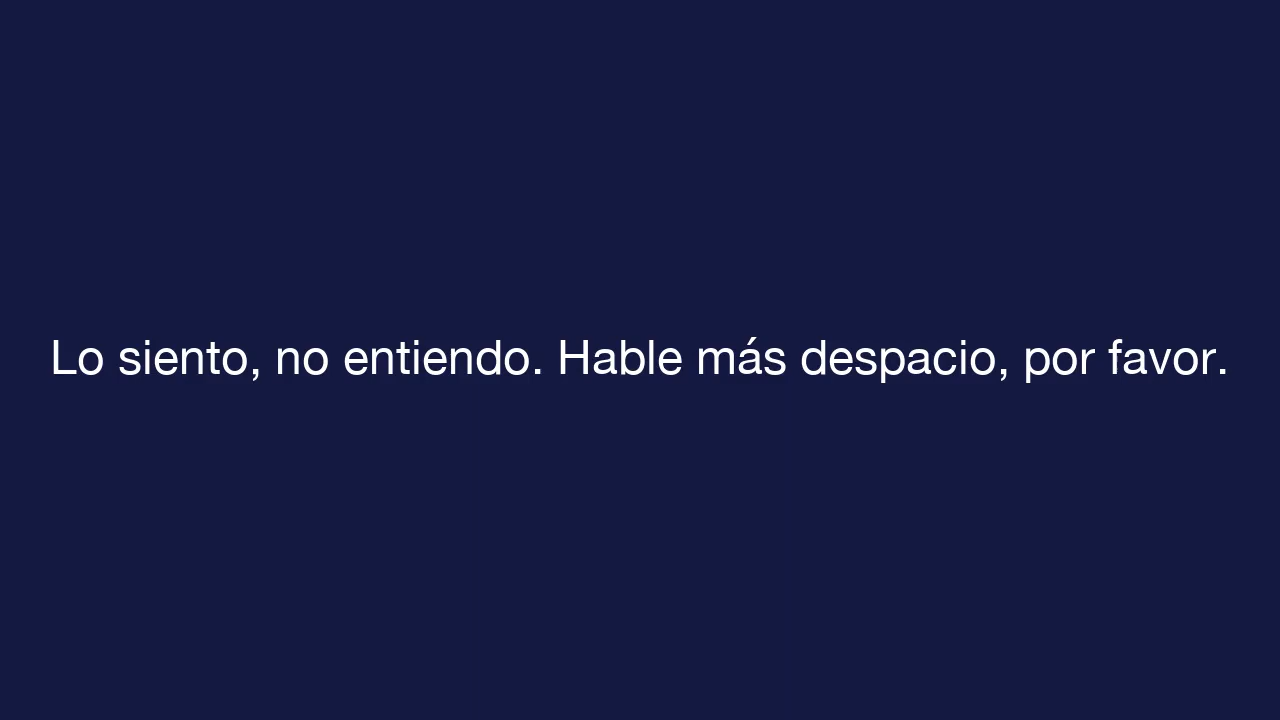 Lo siento, no entiendo. Hable más despacio, por favor.